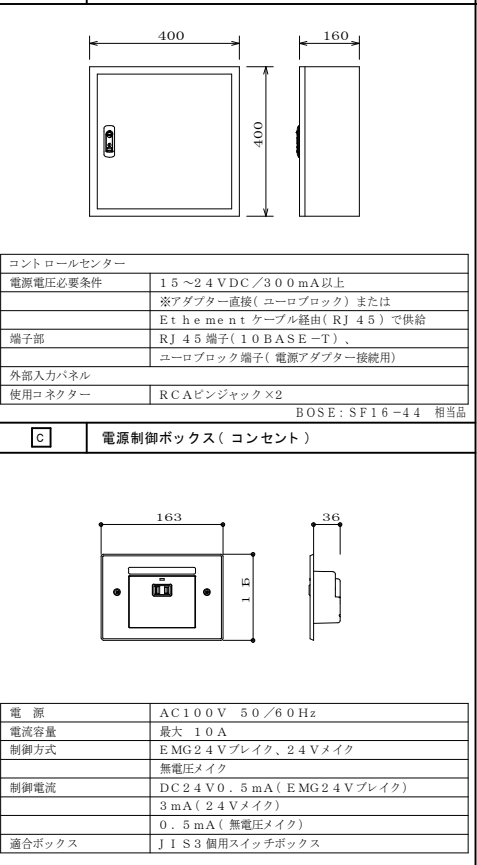 400
160
400
コントロールセンター
電源電圧必要条件 15～24VDC／300mA以上
※アダプター直接(ユーロブロック)または
Ethementケーブル経由(RJ 45)で供給
端子部 RJ 45端子(10BASE－T)、
ユーロブロック端子(電源アダプター接続用)
外部入力パネル
使用コネクター RCAピンジャック×2
BOSE: SF16－44 相当品
C 電源制御ボックス(コンセント)
163
36
電 源 AC100V 50／60Hz
電流容量 最大 10A
制御方式 EMG24Vブレイク、24Vメイク
無電圧メイク
制御電流 DC24V0.5mA(EMG24Vブレイク)
3mA(24Vメイク)
0.5mA(無電圧メイク)
適合ボックス JIS3個用スイッチボックス